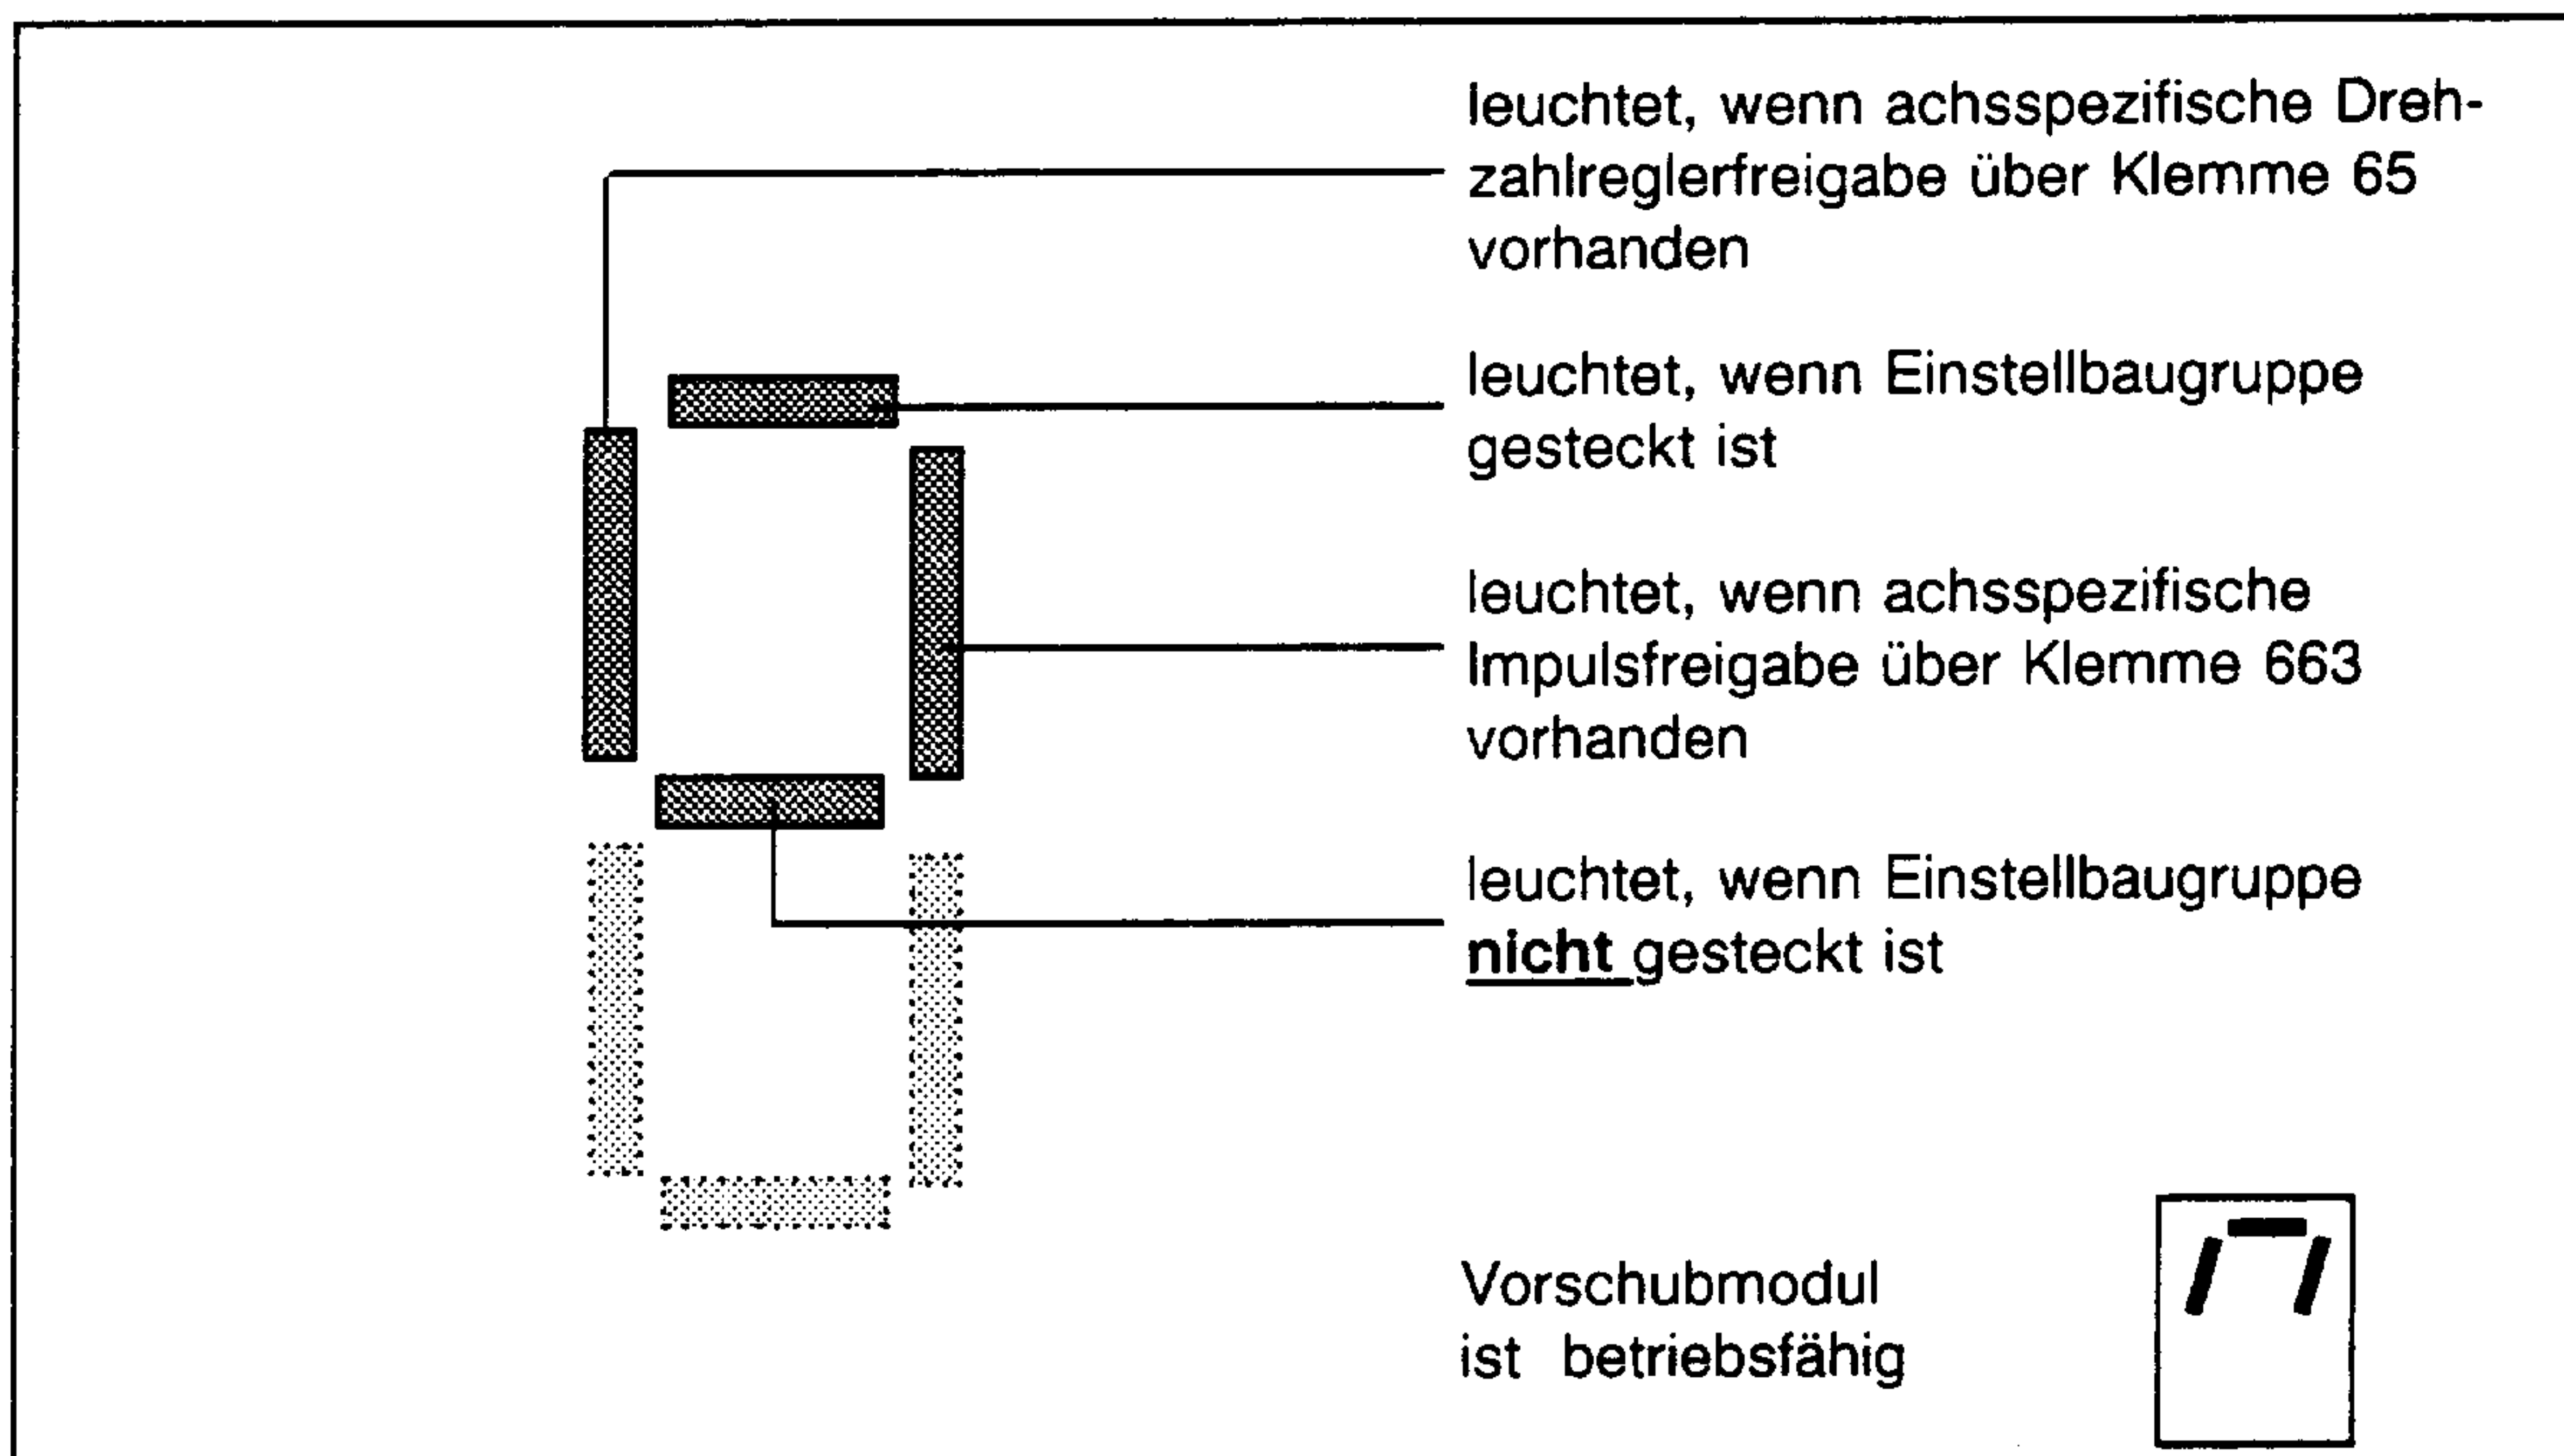 leuchtet, wenn achsspezifische Dreh-
zahlreglerfreigabe über Klemme 65
vorhanden
leuchtet, wenn Einstellbaugruppe
gesteckt ist
leuchtet, wenn achsspezifische
Impulsfreigabe über Klemme 663
vorhanden
leuchtet, wenn Einstellbaugruppe
nicht gesteckt ist
Vorschubmodul
ist betriebsfähig